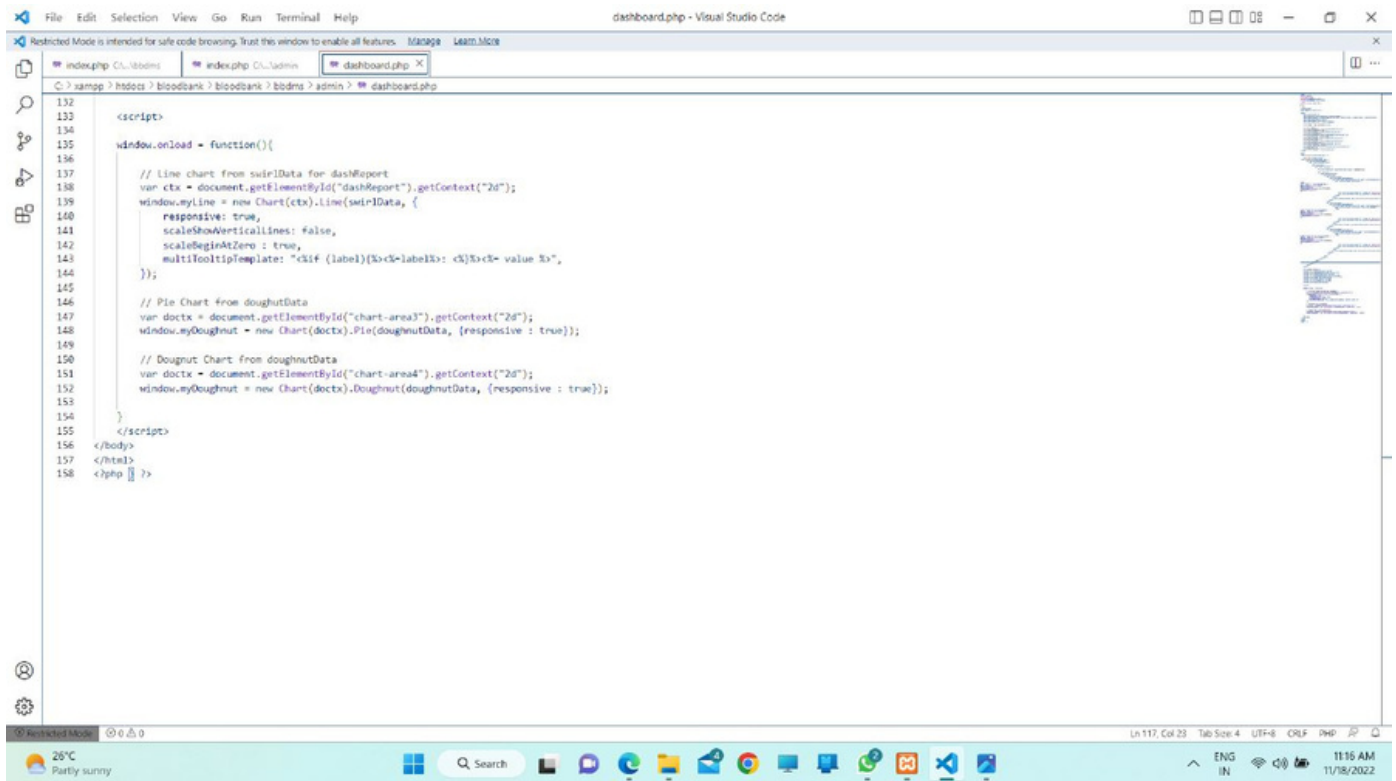 File Edit Selection View Go Run Terminal Help
dashboard.php - Visual Studio Code
Restricted Mode is intended for safe code browsing. Trust this window to enable all features. Manage Learn More
index.php C:\...\bbdms
index.php C:\...\admin
dashboard.php
C: > xampp > htdocs > bloodbank > bloodbank > bbdms > admin > dashboard.php
132
133 <script>
134
135 window.onload = function(){
136
137 // Line chart from swirlData for dashReport
138 var ctx = document.getElementById("dashReport").getContext("2d");
139 window.myLine = new Chart(ctx).Line(swirlData, {
140 responsive: true,
141 scaleShowVerticalLines: false,
142 scaleBeginAtZero : true,
143 multiTooltipTemplate: "<%if (label){%><%=label%>: <%}%><%= value %>",
144 });
145
146 // Pie Chart from doughutData
147 var doctx = document.getElementById("chart-area3").getContext("2d");
148 window.myDoughnut = new Chart(doctx).Pie(doughnutData, {responsive : true});
149
150 // Dougnut Chart from doughnutData
151 var doctx = document.getElementById("chart-area4").getContext("2d");
152 window.myDoughnut = new Chart(doctx).Doughnut(doughnutData, {responsive : true});
153
154 }
155 </script>
156 </body>
157 </html>
158 <?php } ?>
Restricted Mode 0 0
Ln 117, Col 23 Tab Size: 4 UTF-8 CRLF PHP
26°C
Partly sunny
Search
4
2
ENG
IN
11:16 AM
11/18/2022